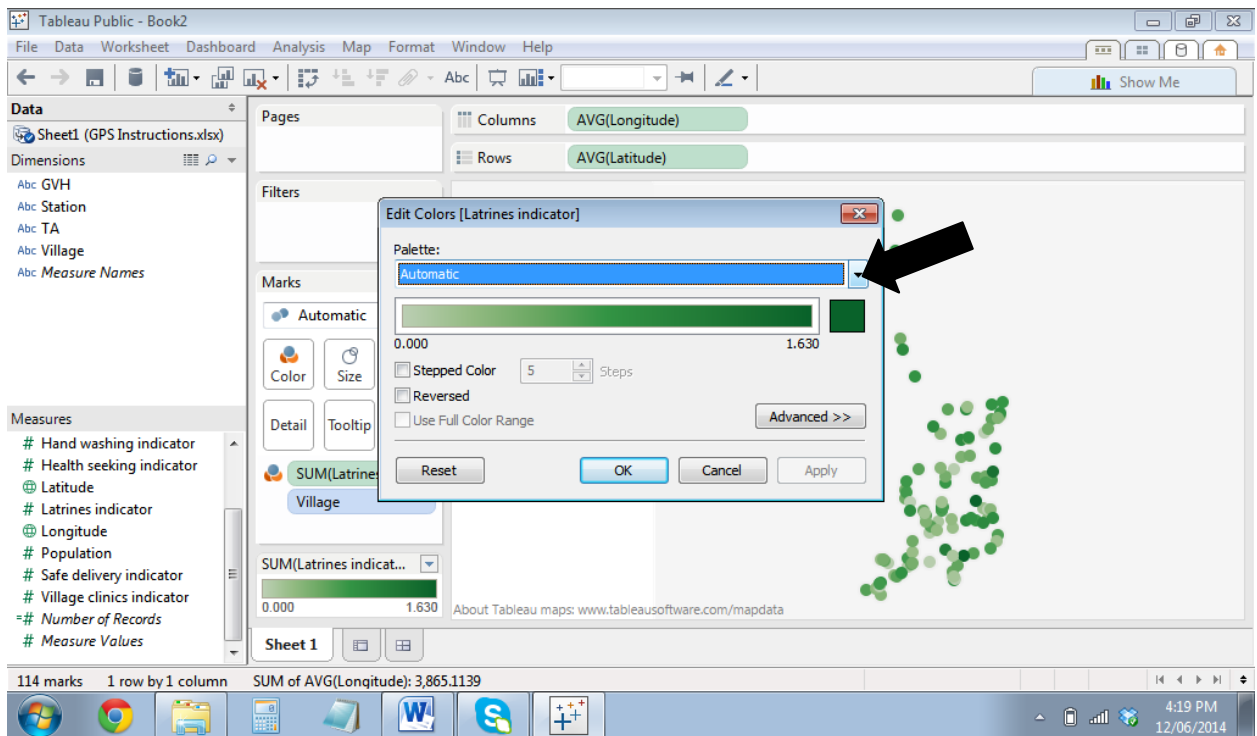 Tableau Public - Book2
File Data Worksheet Dashboard Analysis Map Format Window Help
Abc
Show Me
Data
Sheet1 (GPS Instructions.xlsx)
Dimensions
Abc GVH
Abc Station
Abc TA
Abc Village
Abc Measure Names
Measures
# Hand washing indicator
# Health seeking indicator
Latitude
# Latrines indicator
Longitude
# Population
# Safe delivery indicator
# Village clinics indicator
=# Number of Records
# Measure Values
Pages
Filters
Marks
Automatic
Color Size
Detail Tooltip
SUM(Latrines
Village
SUM(Latrines indicat...
0.000 1.630
Columns AVG(Longitude)
Rows AVG(Latitude)
Edit Colors [Latrines indicator]
Palette:
Automatic
0.000 1.630
Stepped Color 5 Steps
Reversed
Use Full Color Range
Advanced >>
Reset OK Cancel Apply
About Tableau maps: www.tableausoftware.com/mapdata
Sheet 1
114 marks 1 row by 1 column SUM of AVG(Longitude): 3,865.1139
4:19 PM
12/06/2014